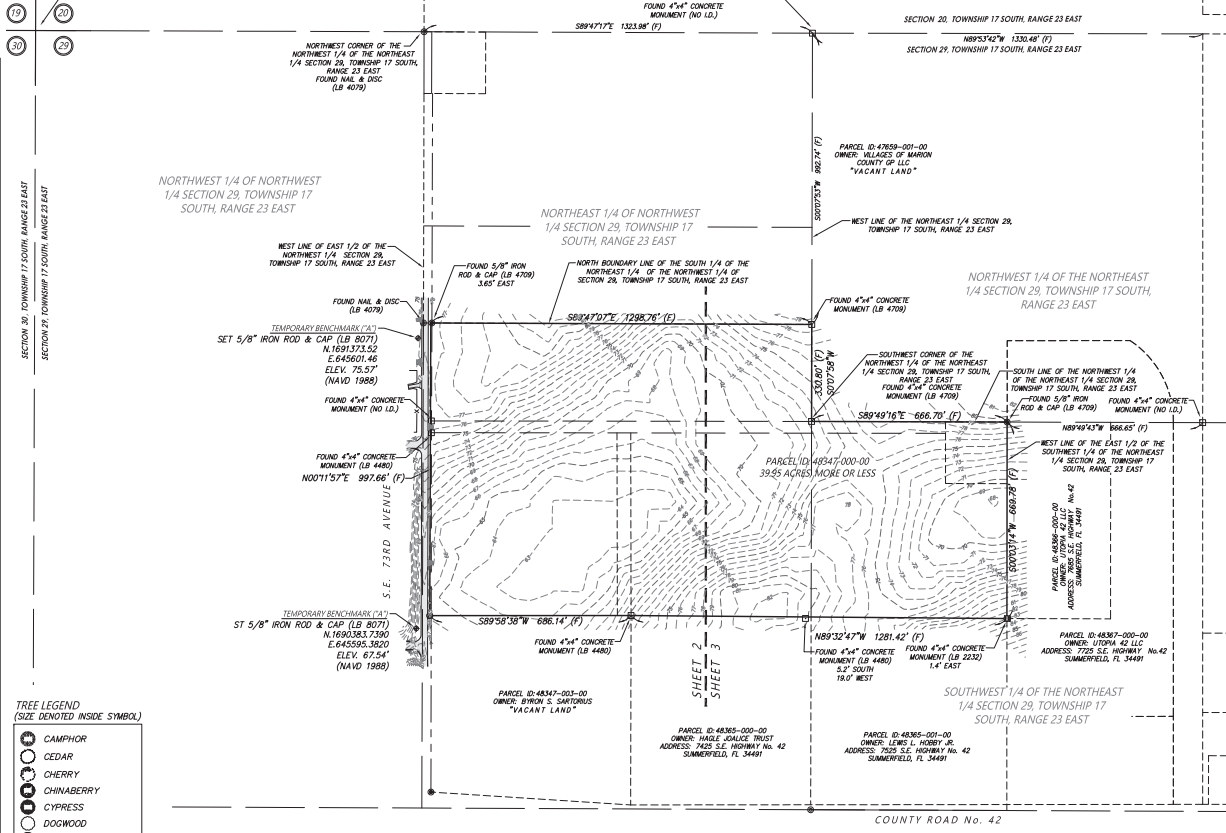 19
20
30
29
FOUND 4"x4" CONCRETE
MONUMENT (NO I.D.)
S89°47'17"E 1323.98' (F)
SECTION 20, TOWNSHIP 17 SOUTH, RANGE 23 EAST
N89°53'42"W 1330.48' (F)
SECTION 29, TOWNSHIP 17 SOUTH, RANGE 23 EAST
NORTHWEST CORNER OF THE
NORTHWEST 1/4 OF THE NORTHEAST
1/4 SECTION 29, TOWNSHIP 17 SOUTH,
RANGE 23 EAST
FOUND NAIL & DISC
(LB 4079)
SECTION 30, TOWNSHIP 17 SOUTH, RANGE 23 EAST
SECTION 29, TOWNSHIP 17 SOUTH, RANGE 23 EAST
NORTHWEST 1/4 OF NORTHWEST
1/4 SECTION 29, TOWNSHIP 17
SOUTH, RANGE 23 EAST
NORTHEAST 1/4 OF NORTHWEST
1/4 SECTION 29, TOWNSHIP 17
SOUTH, RANGE 23 EAST
S00°07'53"W 992.74' (F)
PARCEL ID: 47659-001-00
OWNER: VILLAGES OF MARION
COUNTY GP LLC
"VACANT LAND"
WEST LINE OF THE NORTHEAST 1/4 SECTION 29,
TOWNSHIP 17 SOUTH, RANGE 23 EAST
WEST LINE OF EAST 1/2 OF THE
NORTHWEST 1/4 SECTION 29,
TOWNSHIP 17 SOUTH, RANGE 23 EAST
FOUND 5/8" IRON
ROD & CAP (LB 4709)
3.65' EAST
NORTH BOUNDARY LINE OF THE SOUTH 1/4 OF THE
NORTHEAST 1/4 OF THE NORTHWEST 1/4 OF
SECTION 29, TOWNSHIP 17 SOUTH, RANGE 23 EAST
NORTHWEST 1/4 OF THE NORTHEAST
1/4 SECTION 29, TOWNSHIP 17 SOUTH,
RANGE 23 EAST
FOUND NAIL & DISC
(LB 4079)
S89°47'07"E 1298.76' (F)
FOUND 4"x4" CONCRETE
MONUMENT (LB 4709)
TEMPORARY BENCHMARK ("A")
SET 5/8" IRON ROD & CAP (LB 8071)
N.1691373.52
E.645601.46
ELEV. 75.57'
(NAVD 1988)
330.80' (F)
S00°07'58"W
SOUTHWEST CORNER OF THE
NORTHWEST 1/4 OF THE NORTHEAST
1/4 SECTION 29, TOWNSHIP 17 SOUTH,
RANGE 23 EAST
FOUND 4"x4" CONCRETE
MONUMENT (LB 4709)
SOUTH LINE OF THE NORTHWEST 1/4
OF THE NORTHEAST 1/4 SECTION 29,
TOWNSHIP 17 SOUTH, RANGE 23 EAST
FOUND 5/8" IRON
ROD & CAP (LB 4709)
FOUND 4"x4" CONCRETE
MONUMENT (NO I.D.)
FOUND 4"x4" CONCRETE
MONUMENT (NO I.D.)
S89°49'16"E 666.70' (F)
N89°49'43"W 666.65' (F)
WEST LINE OF THE EAST 1/2 OF THE
SOUTHWEST 1/4 OF THE NORTHEAST
1/4 SECTION 29, TOWNSHIP 17
SOUTH, RANGE 23 EAST
FOUND 4"x4" CONCRETE
MONUMENT (LB 4480)
N00°11'57"E 997.66' (F)
PARCEL ID: 48347-000-00
39.95 ACRES MORE OR LESS
S.E. 73RD AVENUE
S00°03'14"W 669.78' (F)
PARCEL ID: 48366-000-00
OWNER: UTOPIA 42 LLC
ADDRESS: 7685 S.E. HIGHWAY No.42
SUMMERFIELD, FL 34491
TEMPORARY BENCHMARK ("A")
ST 5/8" IRON ROD & CAP (LB 8071)
N.1690383.7390
E.645595.3820
ELEV. 67.54'
(NAVD 1988)
S89°58'38"W 686.14' (F)
FOUND 4"x4" CONCRETE
MONUMENT (LB 4480)
N89°32'47"W 1281.42' (F)
FOUND 4"x4" CONCRETE
MONUMENT (LB 4480)
5.2' SOUTH
19.0' WEST
FOUND 4"x4" CONCRETE
MONUMENT (LB 2232)
1.4' EAST
PARCEL ID: 48367-000-00
OWNER: UTOPIA 42 LLC
ADDRESS: 7725 S.E. HIGHWAY No.42
SUMMERFIELD, FL 34491
SHEET 2
SHEET 3
PARCEL ID: 48347-003-00
OWNER: BYRON S. SARTORIUS
"VACANT LAND"
SOUTHWEST 1/4 OF THE NORTHEAST
1/4 SECTION 29, TOWNSHIP 17
SOUTH, RANGE 23 EAST
PARCEL ID: 48365-000-00
OWNER: HAGLE JOALICE TRUST
ADDRESS: 7425 S.E. HIGHWAY No. 42
SUMMERFIELD, FL 34491
PARCEL ID: 48365-001-00
OWNER: LEWIS L. HOBBY JR.
ADDRESS: 7525 S.E. HIGHWAY No. 42
SUMMERFIELD, FL 34491
TREE LEGEND
(SIZE DENOTED INSIDE SYMBOL)
CAMPHOR
CEDAR
CHERRY
CHINABERRY
CYPRESS
DOGWOOD
COUNTY ROAD No. 42